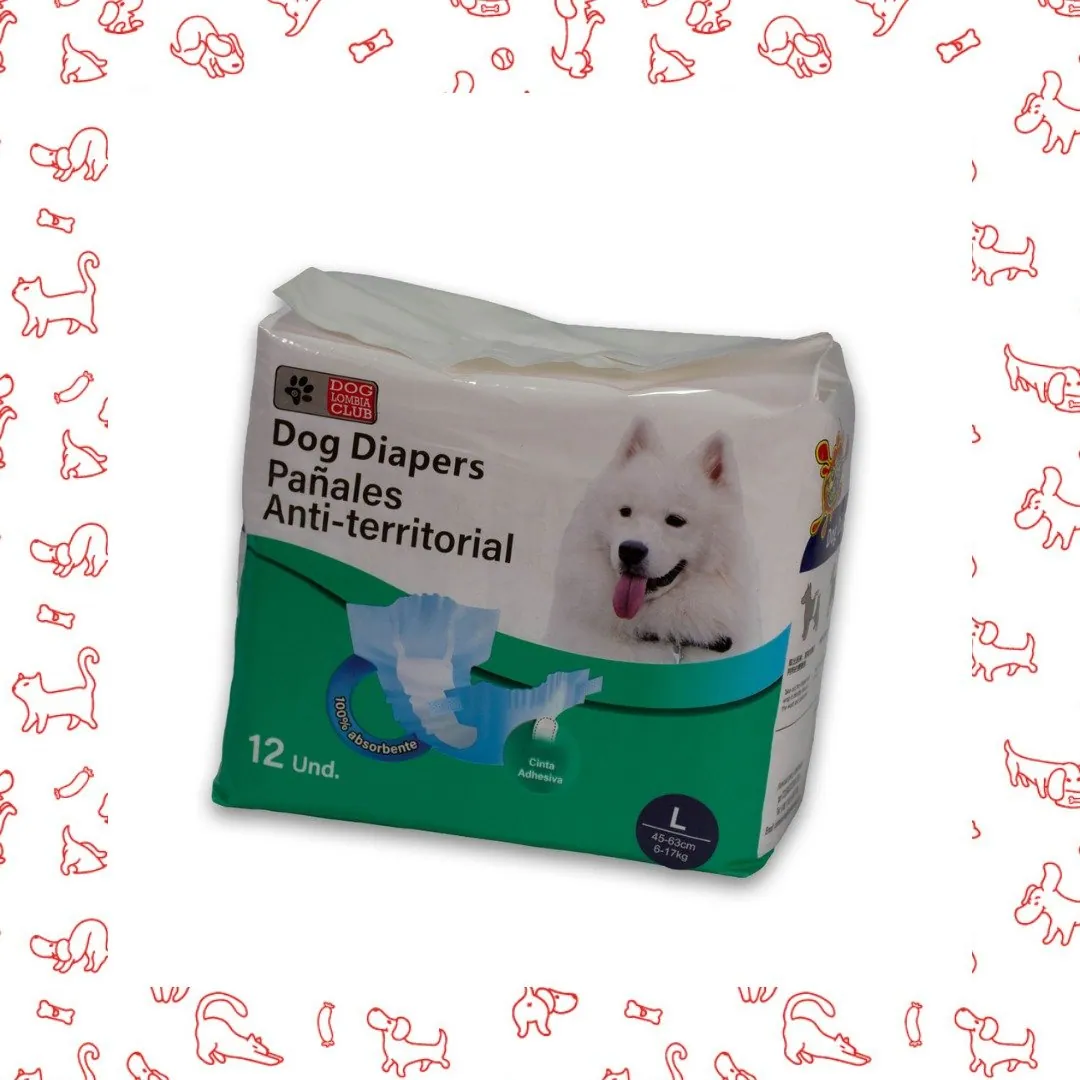 DOG
LOMBIA
CLUB
Dog Diapers
Pañales
Anti-territorial
100% absorbente
Cinta
Adhesiva
12 Und.
L
45-63cm
6-17kg